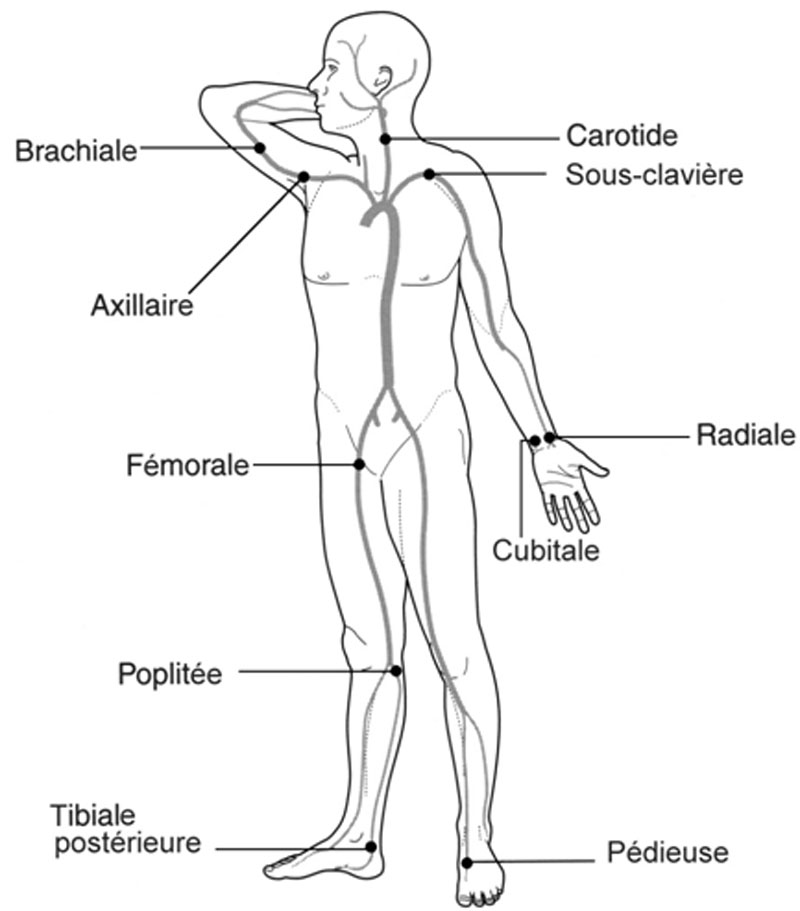 Carotide
Brachiale
Sous-clavière
Axillaire
Radiale
Fémorale
Cubitale
Poplitée
Tibiale
postérieure
Pédieuse